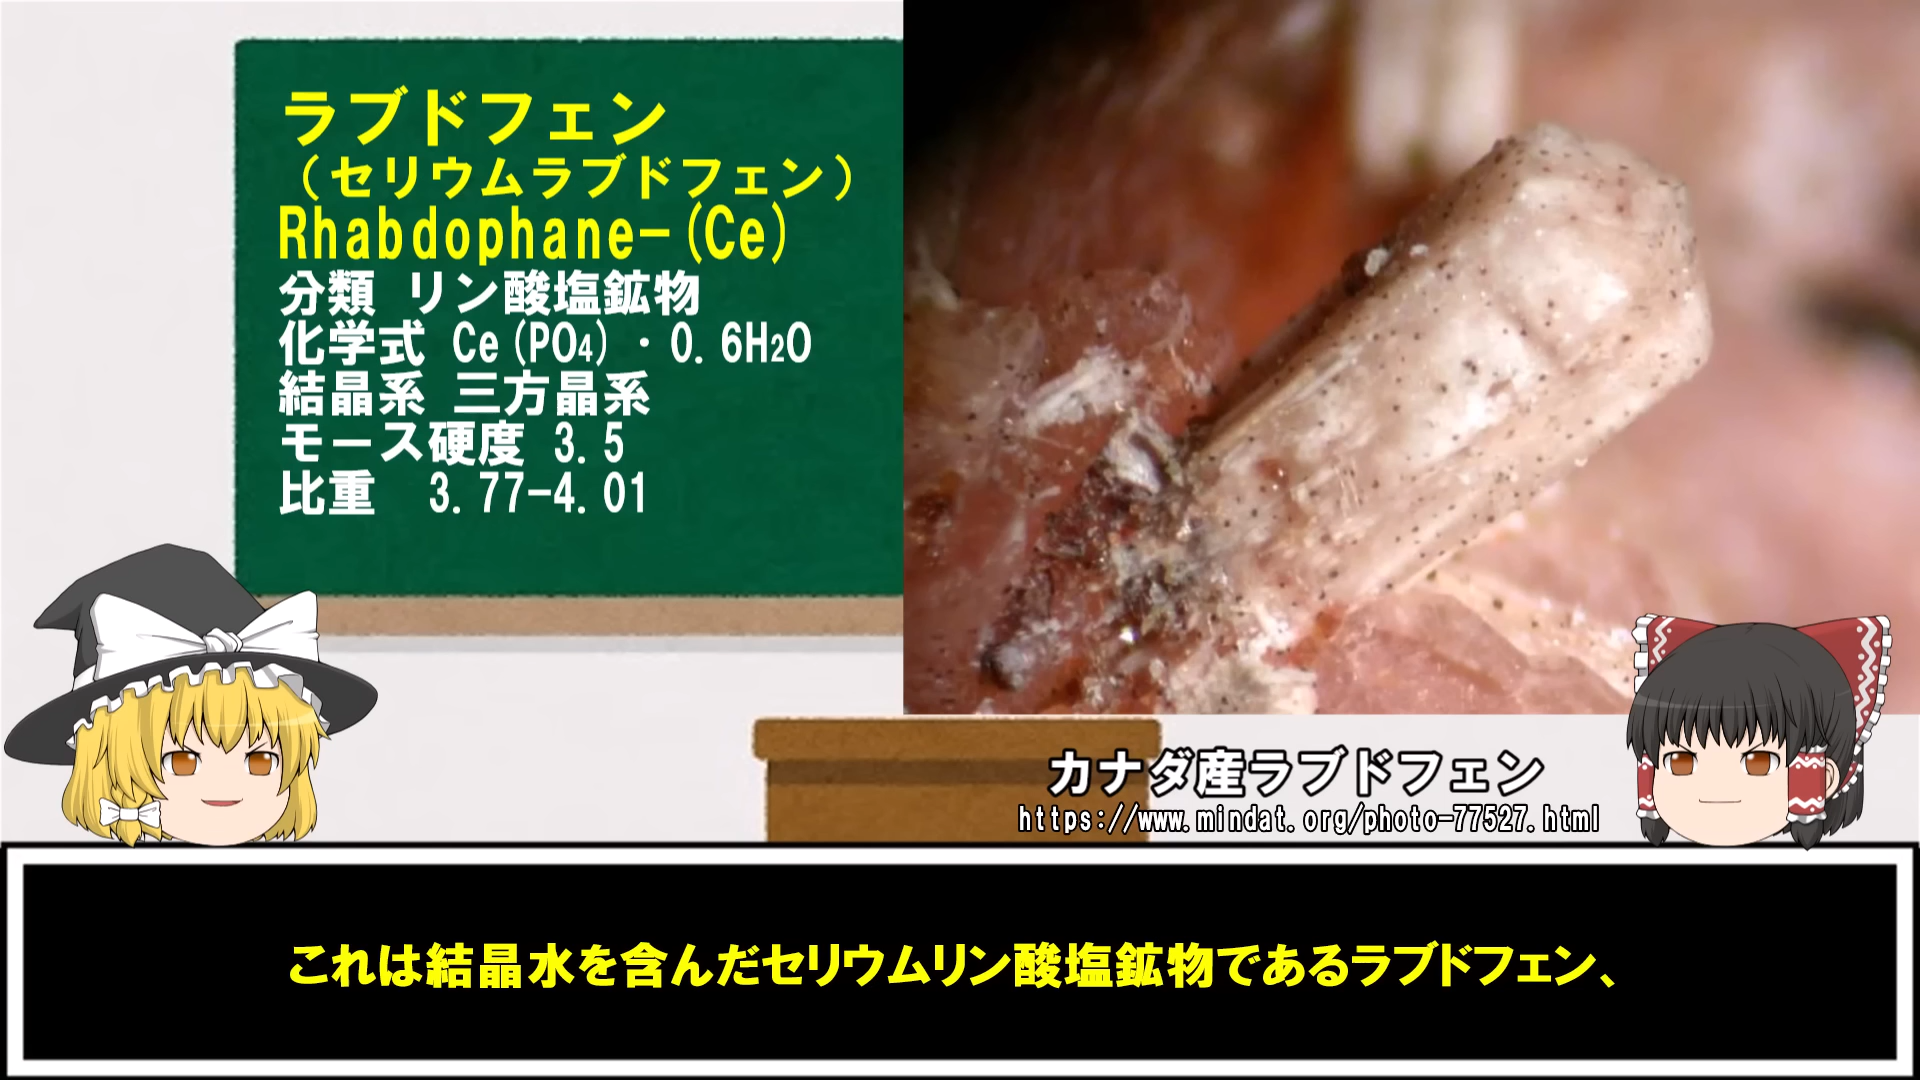 ラブドフェン
（セリウムラブドフェン）
Rhabdophane-(Ce)
分類 リン酸塩鉱物
化学式 Ce(PO4)・0.6H2O
結晶系 三方晶系
モース硬度 3.5
比重 3.77-4.01
カナダ産ラブドフェン
https://www.mindat.org/photo-77527.html
これは結晶水を含んだセリウムリン酸塩鉱物であるラブドフェン、